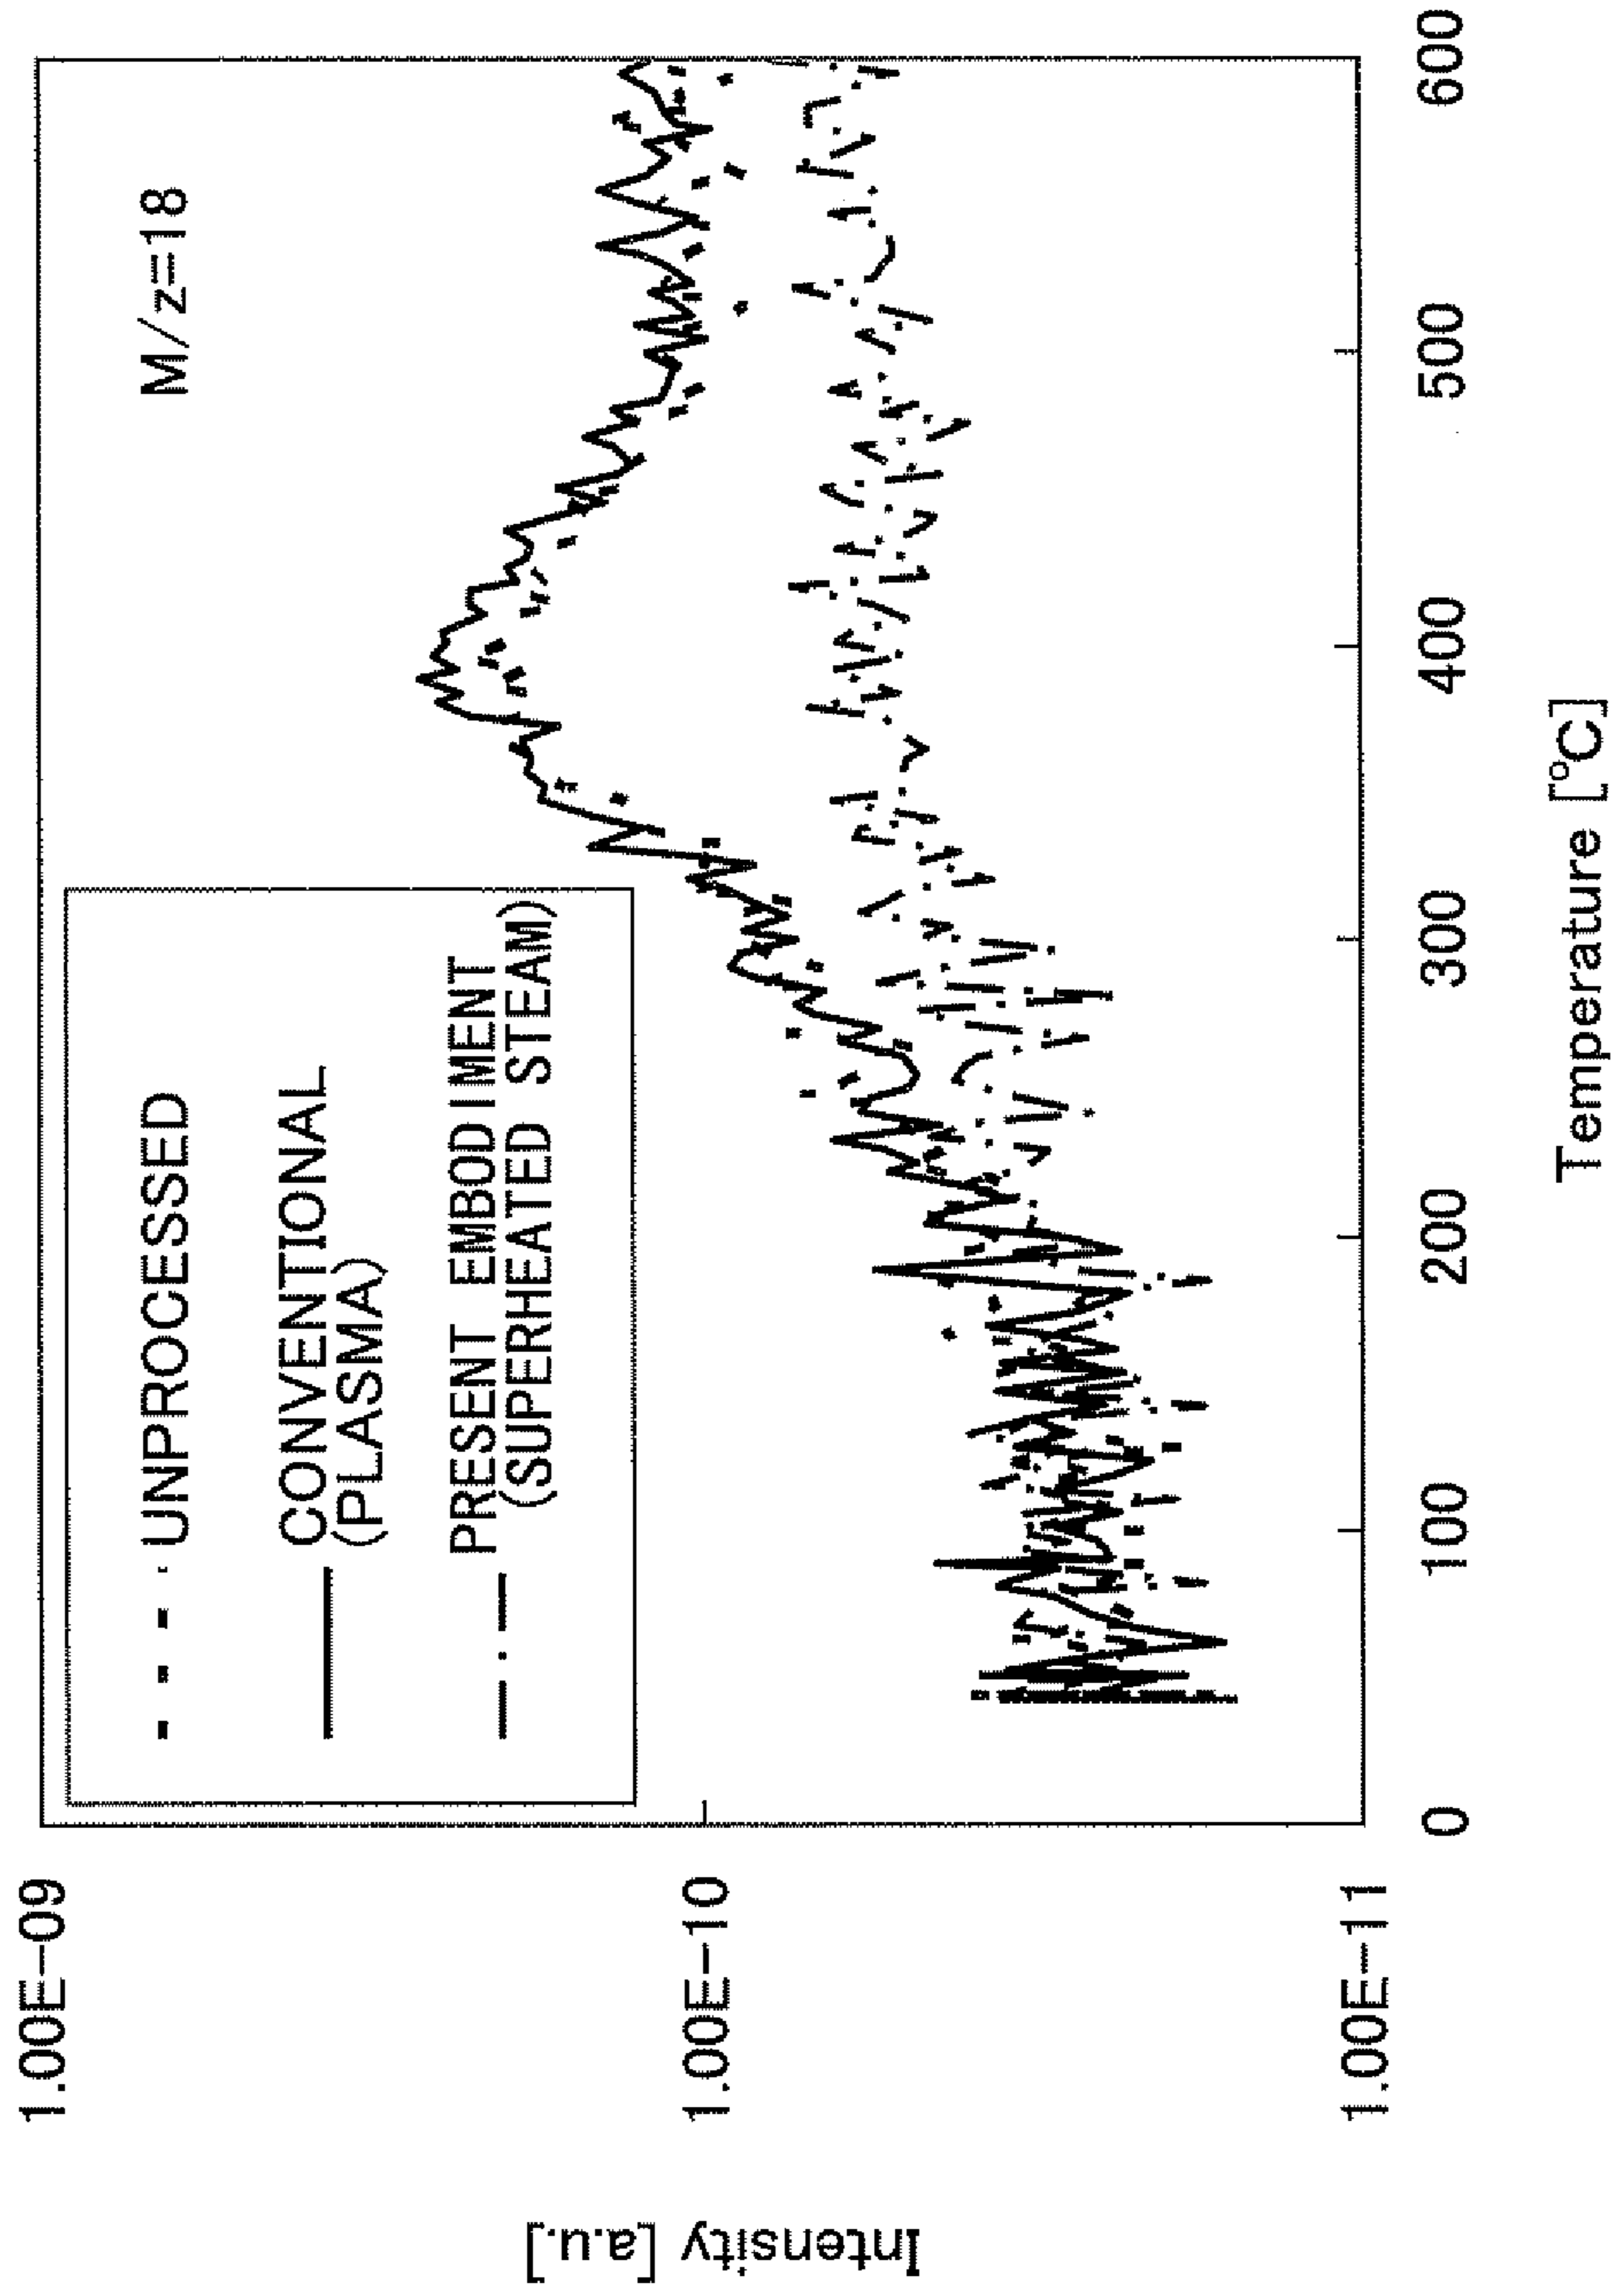 1.00E-09
1.00E-10
1.00E-11
Intensity [a.u.]
UNPROCESSED
CONVENTIONAL
(PLASMA)
PRESENT EMBODIMENT
(SUPERHEATED STEAM)
M/z=18
0
100
200
300
400
500
600
Temperature [°C]